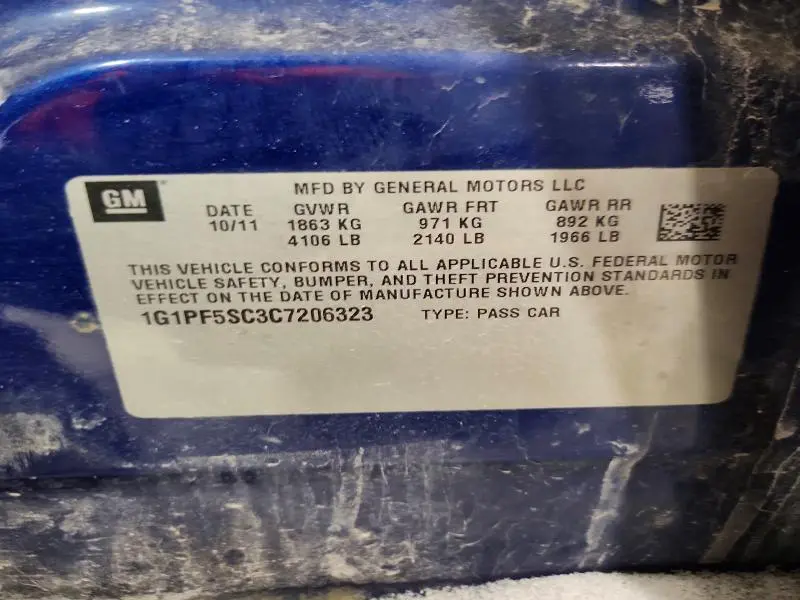 GM
MFD BY GENERAL MOTORS LLC
DATE GVWR GAWR FRT GAWR RR
10/11 1863 KG 971 KG 892 KG
4106 LB 2140 LB 1966 LB
THIS VEHICLE CONFORMS TO ALL APPLICABLE U.S. FEDERAL MOTOR
VEHICLE SAFETY, BUMPER, AND THEFT PREVENTION STANDARDS IN
EFFECT ON THE DATE OF MANUFACTURE SHOWN ABOVE.
1G1PF5SC3C7206323 TYPE: PASS CAR